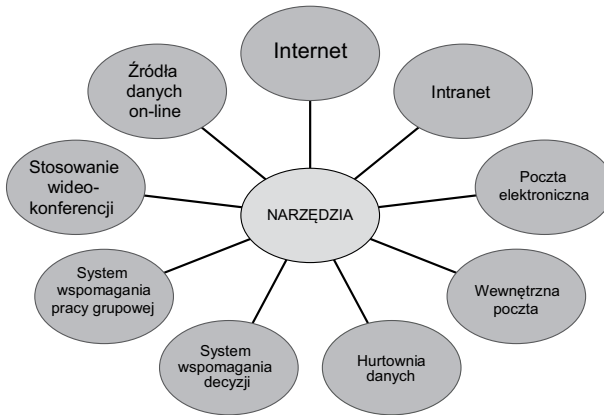 Internet
Intranet
Poczta
elektroniczna
Wewnętrzna
poczta
Hurtownia
danych
System
wspomagania
decyzji
System
wspomagania
pracy grupowej
Stosowanie
wideo-
konferencji
Źródła
danych
on-line
NARZĘDZIA